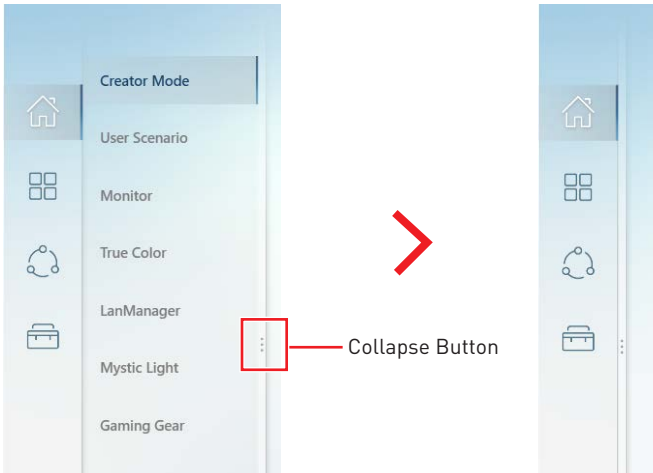 Creator Mode
User Scenario
Monitor
True Color
LanManager
Collapse Button
Mystic Light
Gaming Gear